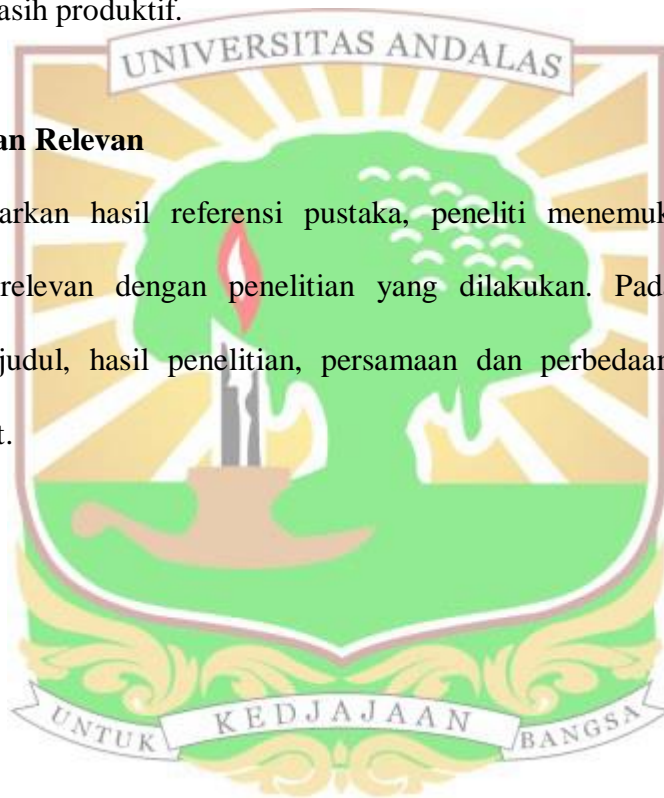 asih produktif.
UNIVERSITAS ANDALAS
an Relevan
arkan hasil referensi pustaka, peneliti menemuk
relevan dengan penelitian yang dilakukan. Pad
judul, hasil penelitian, persamaan dan perbedaan
t.
UNTUK KEDJAJAAN BANGSA